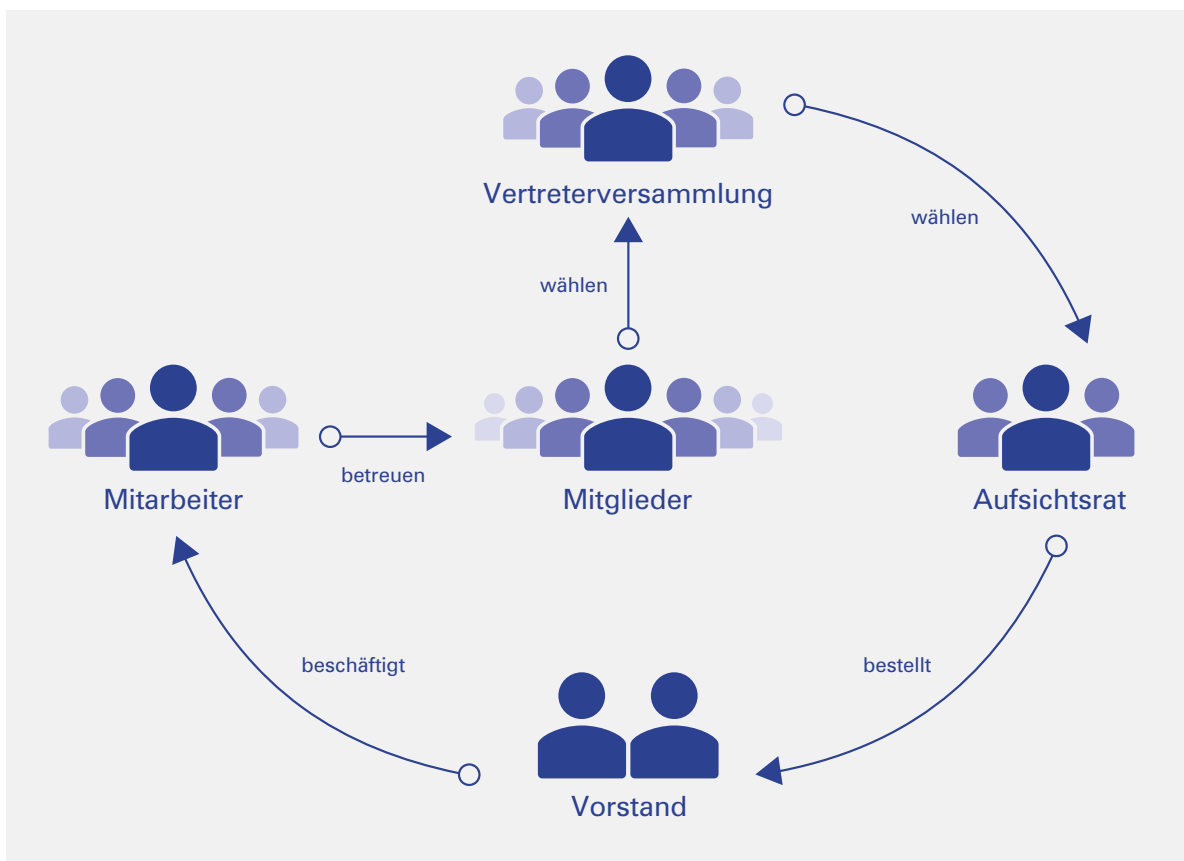 Vertreterversammlung
wählen
wählen
Mitarbeiter
betreuen
Mitglieder
Aufsichtsrat
beschäftigt
bestellt
Vorstand